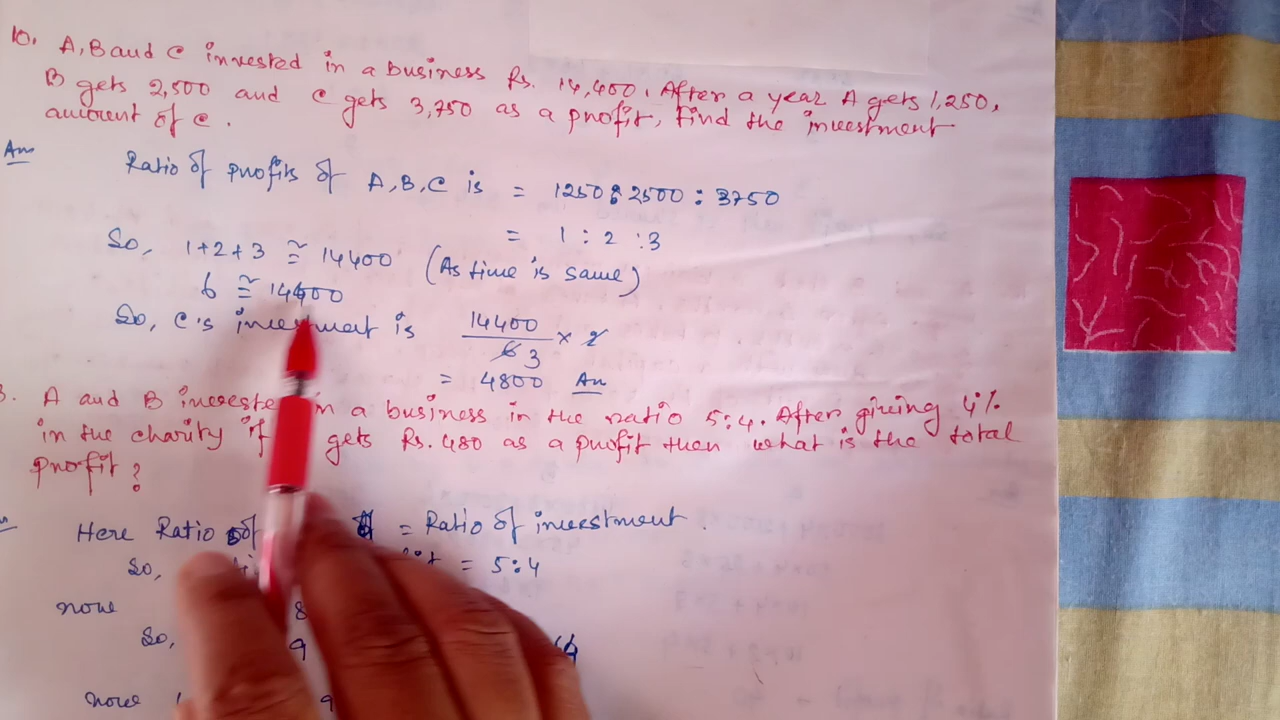 10. A, B and C invested in a business Rs. 14,400. After a year A gets 1,250,
B gets 2,500 and C gets 3,750 as a profit, find the investment
amount of C.
Ans Ratio of profits of A, B, C is = 1250 : 2500 : 3750
= 1 : 2 : 3
So, 1+2+3 ≅ 14400 (As time is same)
6 ≅ 14400
So, C's investment is 14400/6 3 × 2
= 4800 Ans
A and B in a business in the ratio 5:4. After giving 4%
in the charity if gets Rs. 480 as a profit then what is the total
profit?
Here Ratio of = Ratio of investment.
So, = 5:4
now 8
So, 9
now 9